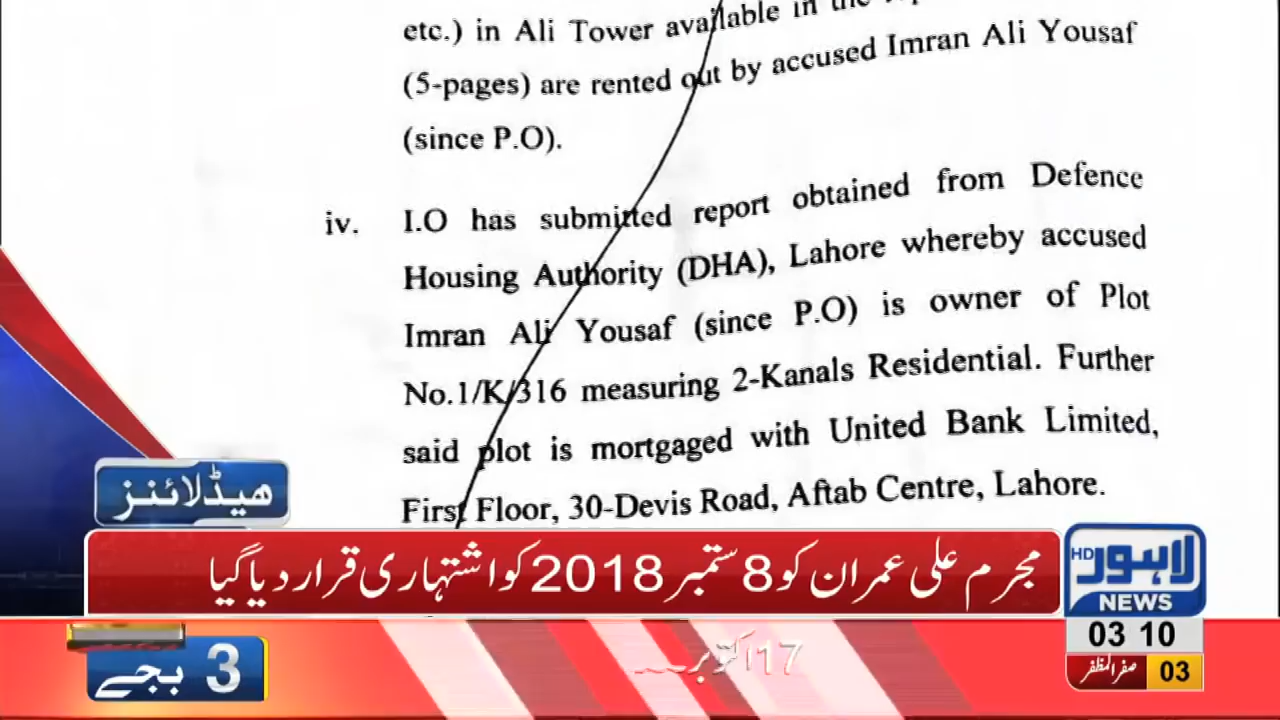 etc.) in Ali Tower available in the
(5-pages) are rented out by accused Imran Ali Yousaf
(since P.O).
iv. I.O has submitted report obtained from Defence
Housing Authority (DHA), Lahore whereby accused
Imran Ali Yousaf (since P.O) is owner of Plot
No.1/K/316 measuring 2-Kanals Residential. Further
said plot is mortgaged with United Bank Limited,
First Floor, 30-Devis Road, Aftab Centre, Lahore.
ھیڈلائنز
مجرم علی عمران کو 8 ستمبر 2018 کو اشتہاری قرار دیا گیا
لاہور HD
NEWS
03 10
3 بجے
17 اکتوبر۔۔۔
03 صفر المظفر